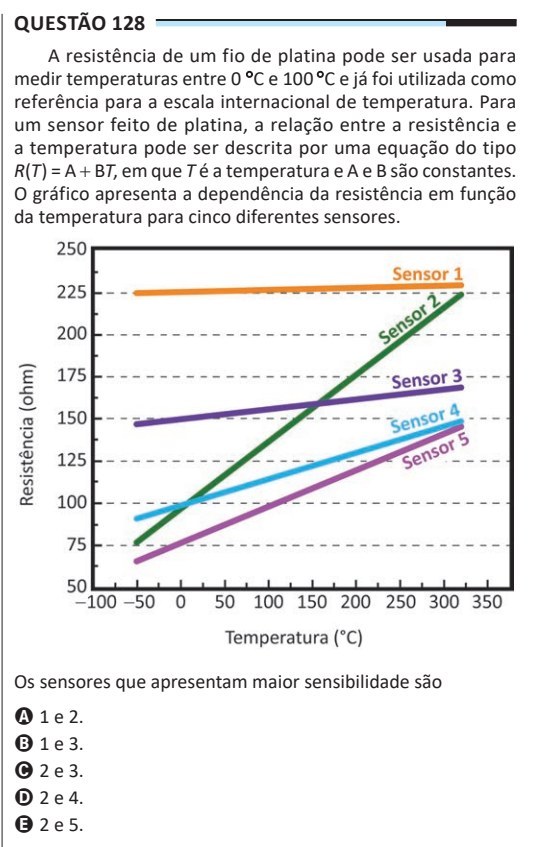 QUESTÃO 128
A resistência de um fio de platina pode ser usada para
medir temperaturas entre 0 °C e 100 °C e já foi utilizada como
referência para a escala internacional de temperatura. Para
um sensor feito de platina, a relação entre a resistência e
a temperatura pode ser descrita por uma equação do tipo
R(T) = A + BT, em que T é a temperatura e A e B são constantes.
O gráfico apresenta a dependência da resistência em função
da temperatura para cinco diferentes sensores.
250
225
200
175
150
125
100
75
50
Resistência (ohm)
Sensor 1
Sensor 2
Sensor 3
Sensor 4
Sensor 5
−100 −50 0 50 100 150 200 250 300 350
Temperatura (°C)
Os sensores que apresentam maior sensibilidade são
A 1 e 2.
B 1 e 3.
C 2 e 3.
D 2 e 4.
E 2 e 5.